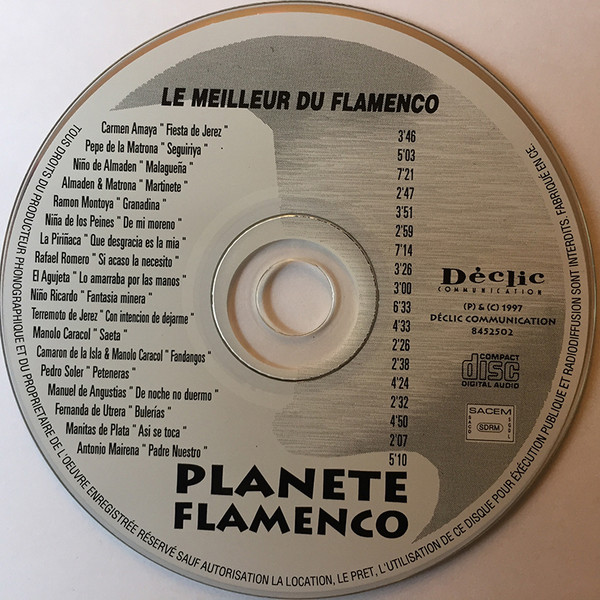 LE MEILLEUR DU FLAMENCO
Carmen Amaya " Fiesta de Jerez " 3'46
Pepe de la Matrona " Seguiriya " 5'03
Niño de Almaden " Malagueña " 7'21
Almaden & Matrona " Martinete " 2'47
Ramon Montoya " Granadina " 3'51
Niña de los Peines " De mi moreno " 2'59
La Piriñaca " Que desgracia es la mia " 7'14
Rafael Romero " Si acaso la necesito " 3'26
El Agujeta " Lo amarraba por las manos " 3'00
Niño Ricardo " Fantasia minera " 6'33
Terremoto de Jerez " Con intencion de dejarme " 4'33
Manolo Caracol " Saeta " 2'26
Camaron de la Isla & Manolo Caracol " Fandangos " 2'38
Pedro Soler " Peteneras " 4'24
Manuel de Angustias " De noche no duermo " 2'32
Fernanda de Utrera " Bulerías " 4'50
Manitas de Plata " Asi se toca " 2'07
Antonio Mairena " Padre Nuestro " 5'10
Déclic
COMMUNICATION
(P) & (C) 1997
DÉCLIC COMMUNICATION
8452502
COMPACT
disc
DIGITAL AUDIO
SACEM
SDRM
SACD
SGDL
PLANETE
FLAMENCO
TOUS DROITS DU PRODUCTEUR PHONOGRAPHIQUE ET DU PROPRIETAIRE DE L'OEUVRE ENREGISTRÉE RÉSERVÉ SAUF AUTORISATION LA LOCATION, LE PRET, L'UTILISATION DE CE DISQUE POUR ÉXÉCUTION PUBLIQUE ET RADIODIFFUSION SONT INTERDITS FABRIQUÉ EN CE